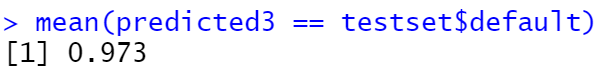 > mean(predicted3 == testset$default)
[1] 0.973